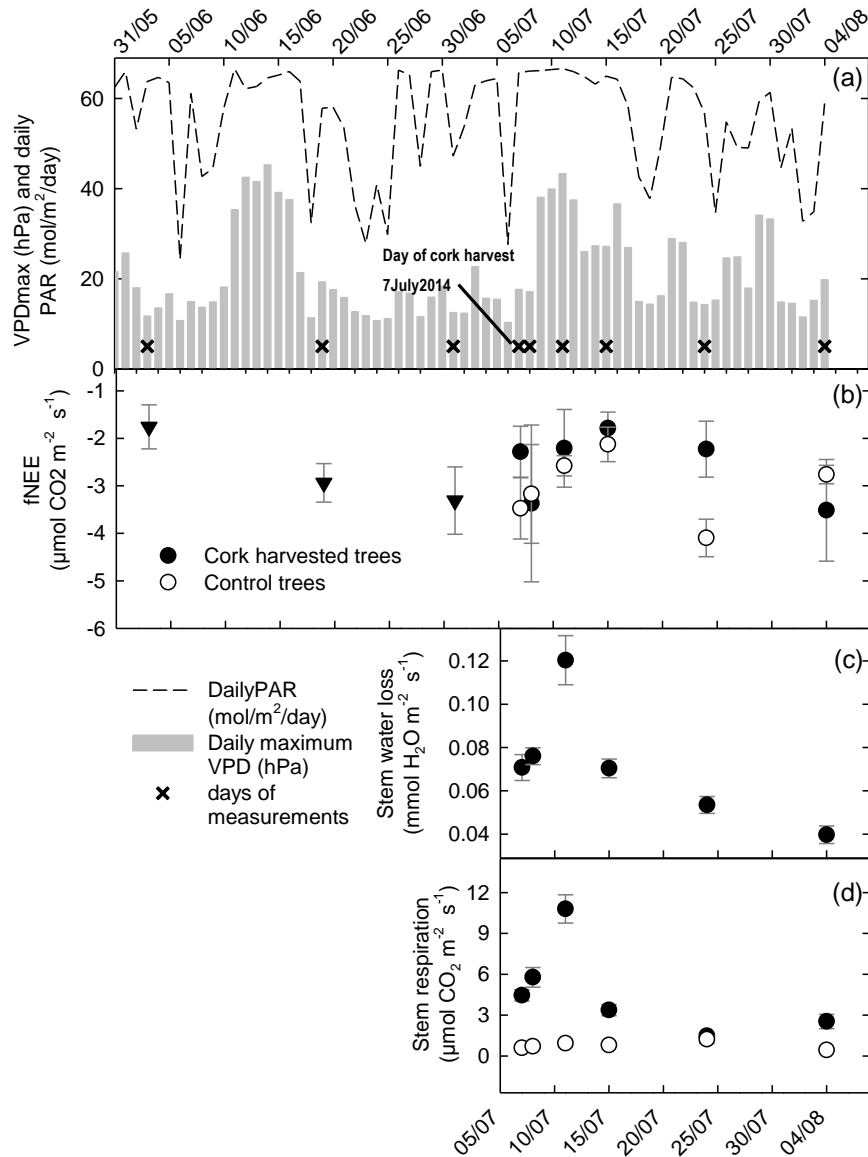 31/05 05/06 10/06 15/06 20/06 25/06 30/06 05/07 10/07 15/07 20/07 25/07 30/07 04/08
(a)
VPDmax (hPa) and daily
PAR (mol/m²/day)
60
40
20
0
Day of cork harvest
7July2014
(b)
fNEE
(µmol CO2 m⁻² s⁻¹)
-1
-2
-3
-4
-5
-6
Cork harvested trees
Control trees
DailyPAR
(mol/m²/day)
Daily maximum
VPD (hPa)
days of
measurements
(c)
Stem water loss
(mmol H₂O m⁻² s⁻¹)
0.12
0.10
0.08
0.06
0.04
(d)
Stem respiration
(µmol CO₂ m⁻² s⁻¹)
12
9
6
3
0
05/07 10/07 15/07 20/07 25/07 30/07 04/08